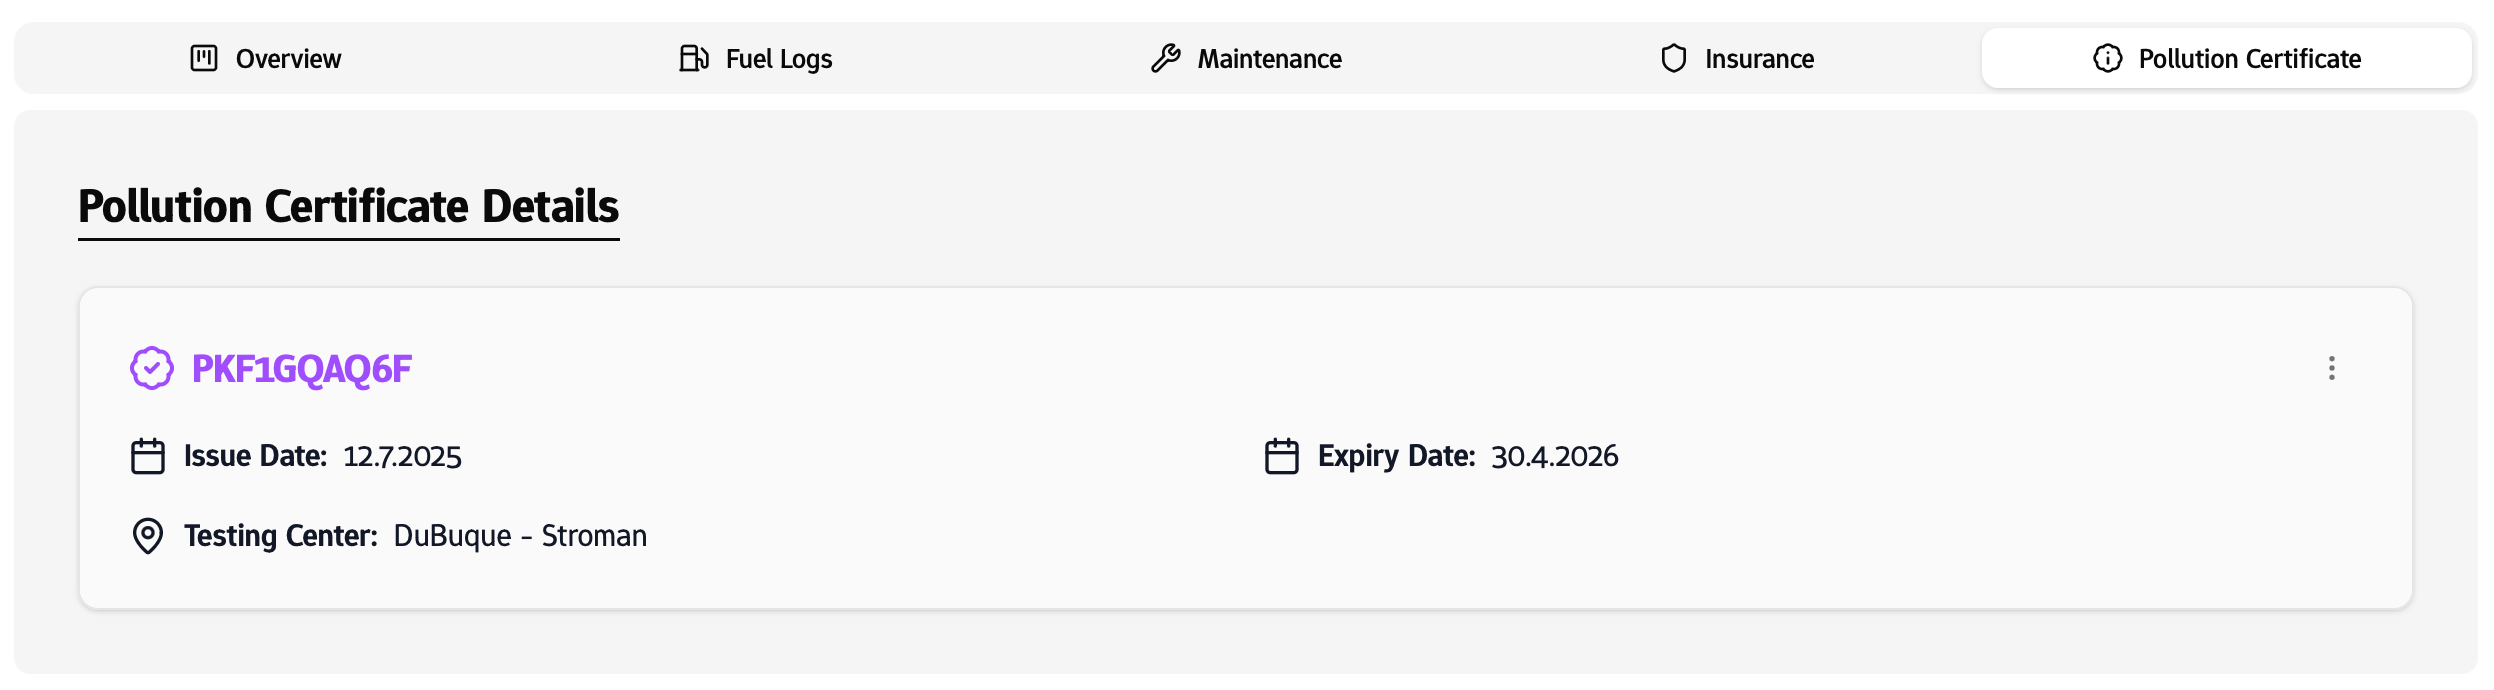 Overview
Fuel Logs
Maintenance
Insurance
Pollution Certificate
Pollution Certificate Details
PKF1GQAQ6F
Issue Date: 12.7.2025
Expiry Date: 30.4.2026
Testing Center: DuBuque - Stroman